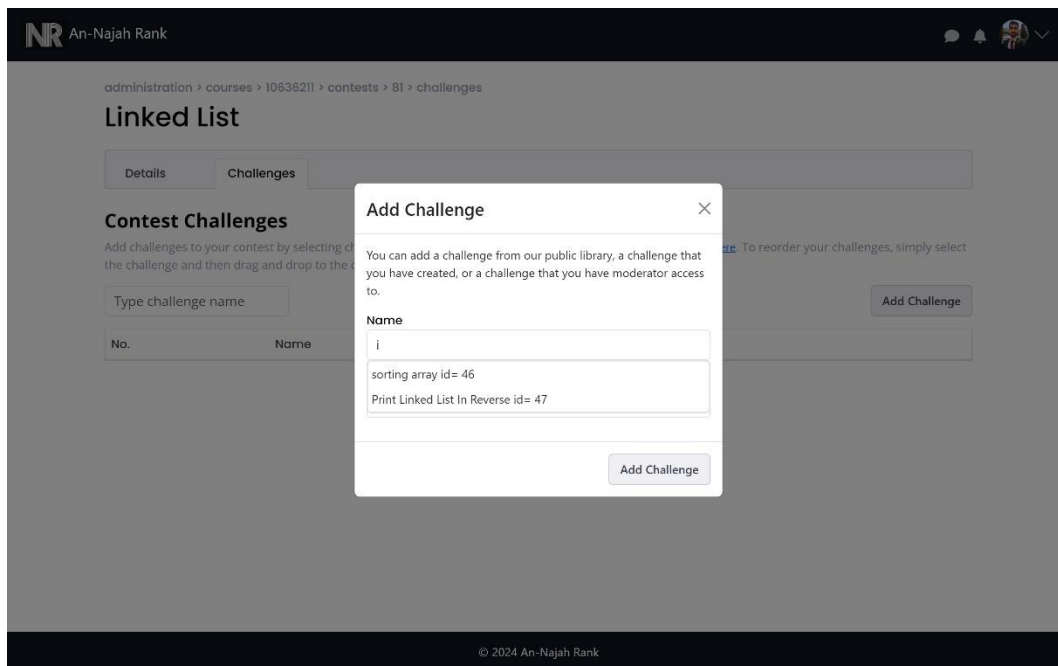 NR An-Najah Rank
administration > courses > 10636211 > contests > 81 > challenges
Linked List
Details Challenges
Contest Challenges
Add challenges to your contest by selecting
the challenge and then drag and drop to the
. To reorder your challenges, simply select
Type challenge name
Add Challenge
No. Name
Add Challenge
You can add a challenge from our public library, a challenge that
you have created, or a challenge that you have moderator access
to.
Name
i
sorting array id= 46
Print Linked List In Reverse id= 47
Add Challenge
© 2024 An-Najah Rank